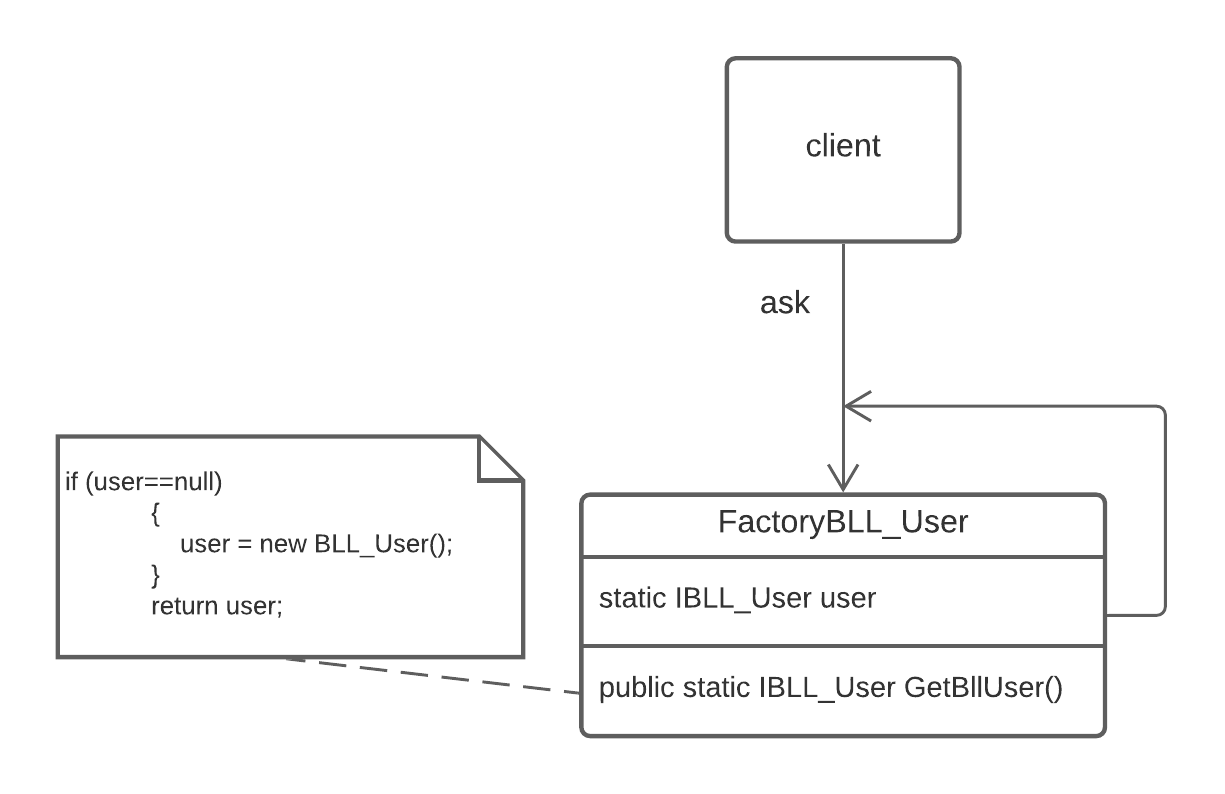 client
ask
if (user==null)
{
user = new BLL_User();
}
return user;
FactoryBLL_User
static IBLL_User user
public static IBLL_User GetBllUser()